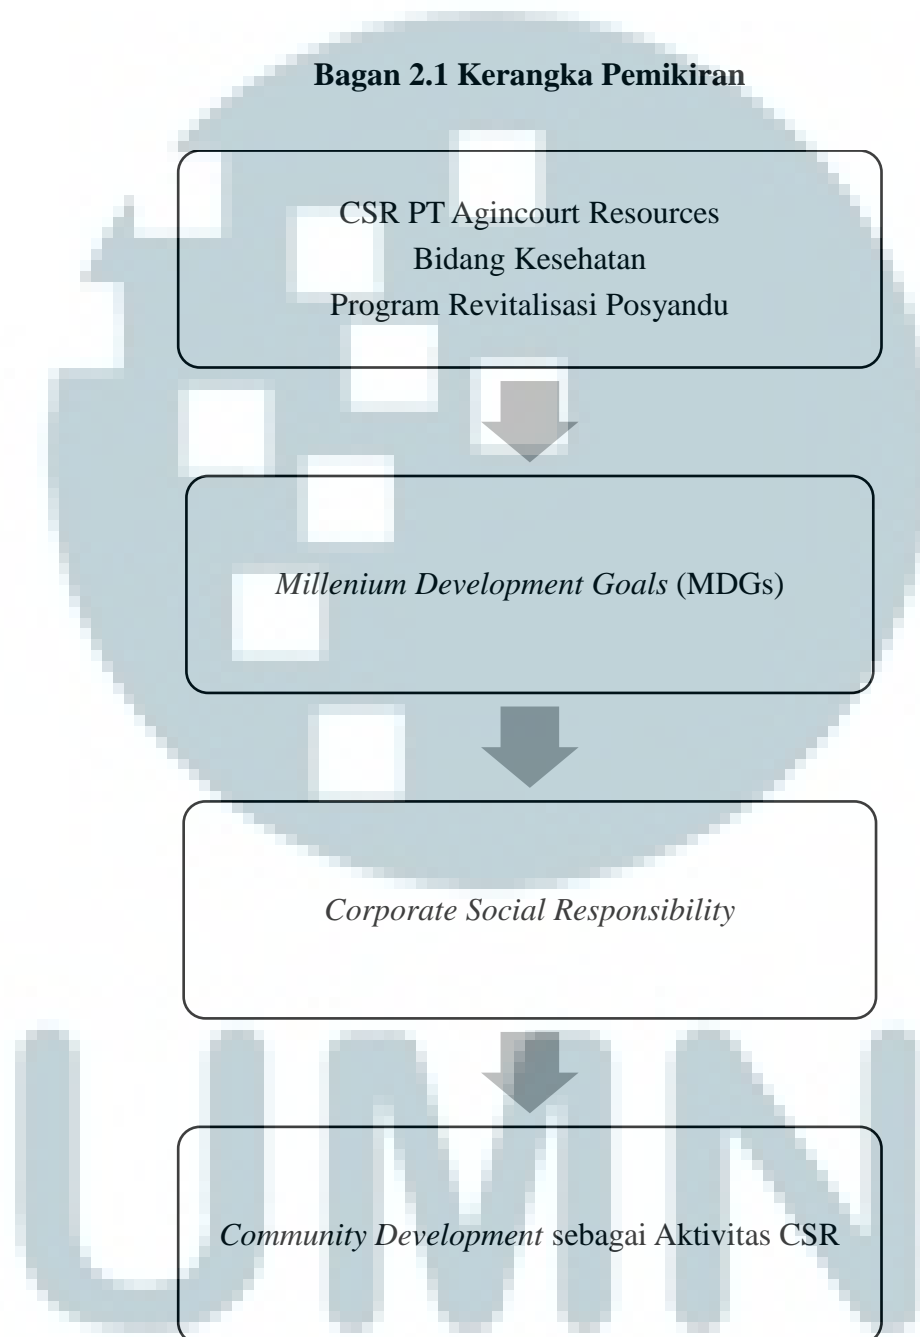 Bagan 2.1 Kerangka Pemikiran
CSR PT Agincourt Resources
Bidang Kesehatan
Program Revitalisasi Posyandu
Millenium Development Goals (MDGs)
Corporate Social Responsibility
Community Development sebagai Aktivitas CSR
UMN